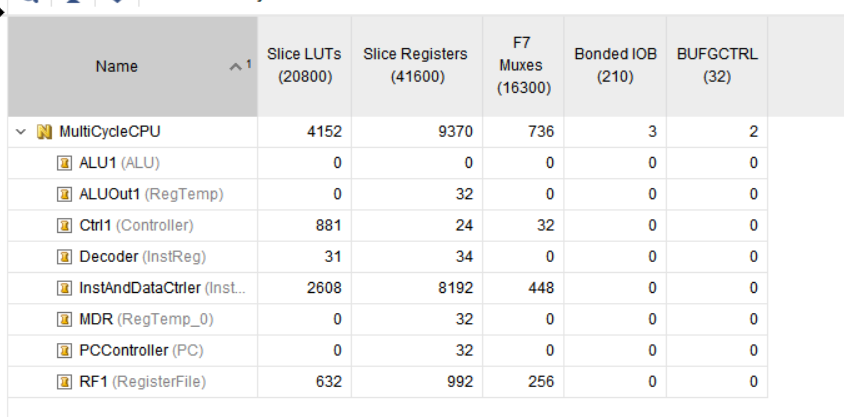 Name 1 Slice LUTs (20800) Slice Registers (41600) F7 Muxes (16300) Bonded IOB (210) BUFGCTRL (32)
N MultiCycleCPU 4152 9370 736 3 2
ALU1 (ALU) 0 0 0 0 0
ALUOut1 (RegTemp) 0 32 0 0 0
Ctrl1 (Controller) 881 24 32 0 0
Decoder (InstReg) 31 34 0 0 0
InstAndDataCtrler (Inst... 2608 8192 448 0 0
MDR (RegTemp_0) 0 32 0 0 0
PCController (PC) 0 32 0 0 0
RF1 (RegisterFile) 632 992 256 0 0